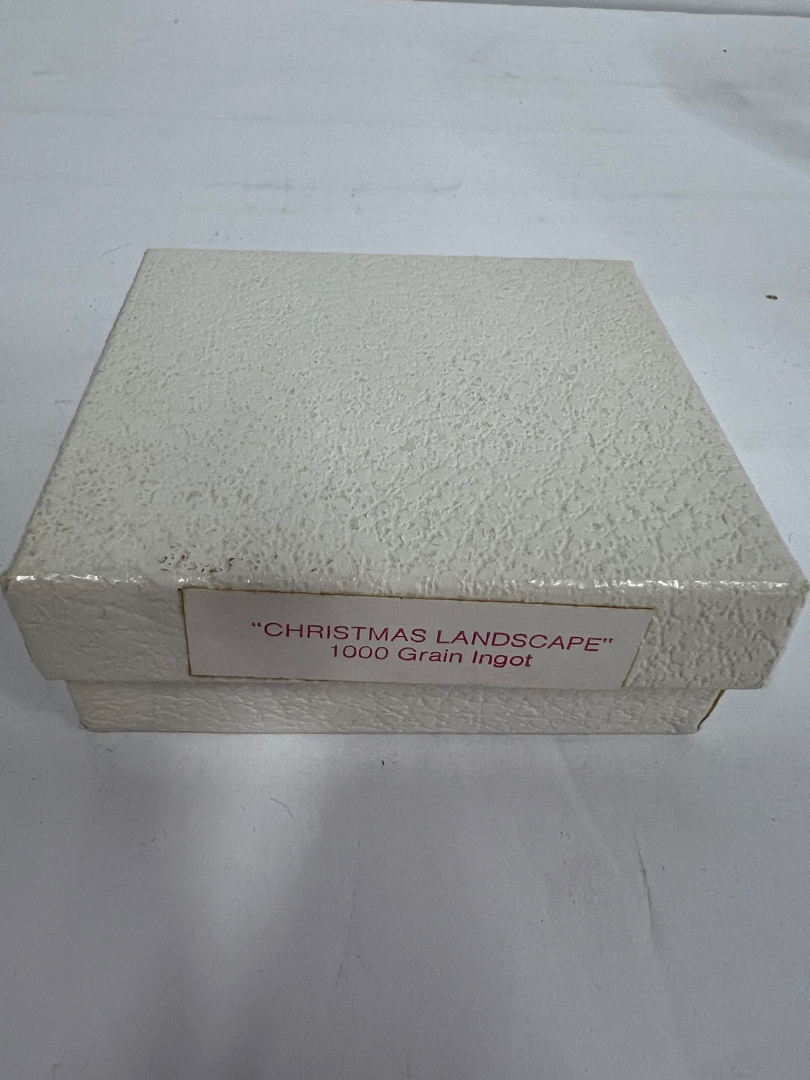 "CHRISTMAS LANDSCAPE"
1000 Grain Ingot